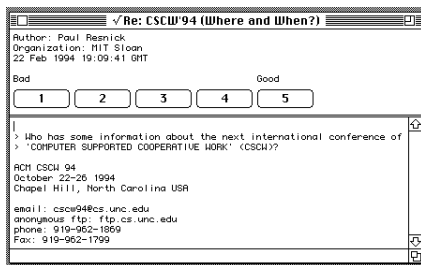 √Re: CSCW'94 (Where and When?)
Author: Paul Resnick
Organization: MIT Sloan
22 Feb 1994 19:09:41 GMT
Bad Good
1 2 3 4 5
> Who has some information about the next international conference of
> 'COMPUTER SUPPORTED COOPERATIVE WORK' (CSCW)?
ACM CSCW 94
October 22-26 1994
Chapel Hill, North Carolina USA
email: cscw94@cs.unc.edu
anonymous ftp: ftp.cs.unc.edu
phone: 919-962-1869
Fax: 919-962-1799